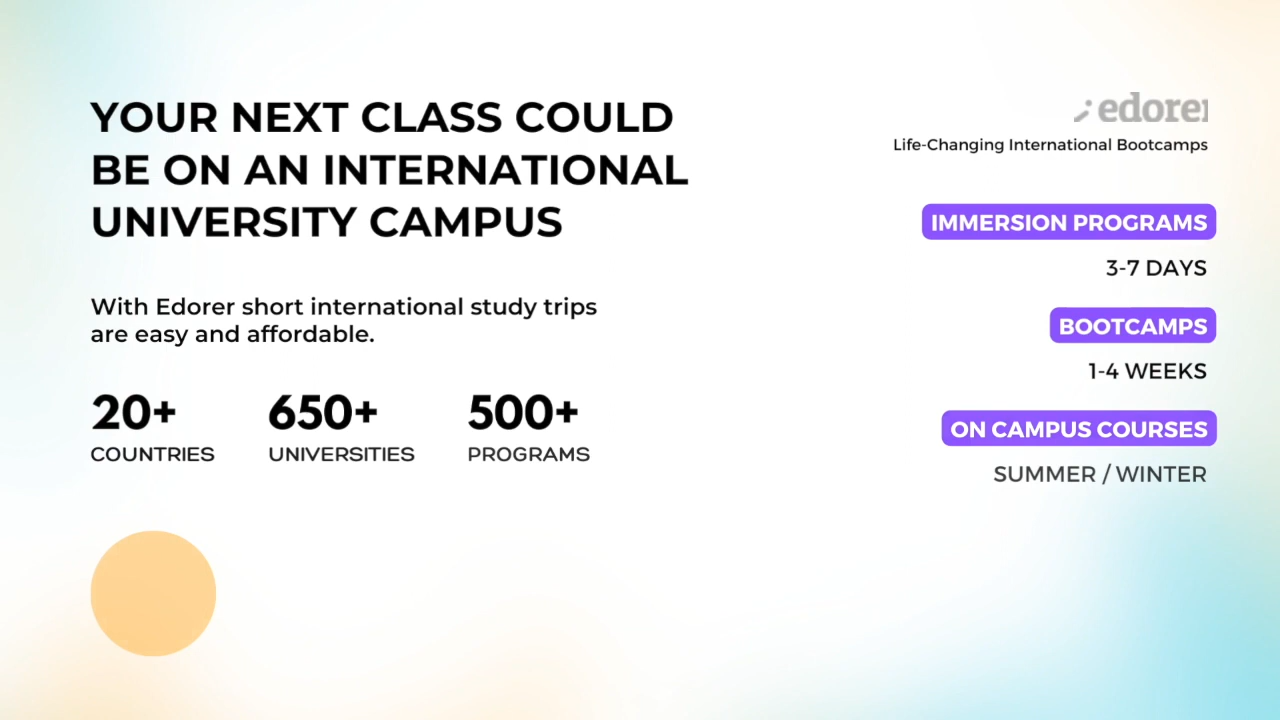 YOUR NEXT CLASS COULD
BE ON AN INTERNATIONAL
UNIVERSITY CAMPUS
With Edorer short international study trips
are easy and affordable.
20+
COUNTRIES
650+
UNIVERSITIES
500+
PROGRAMS
edorer
Life-Changing International Bootcamps
IMMERSION PROGRAMS
3-7 DAYS
BOOTCAMPS
1-4 WEEKS
ON CAMPUS COURSES
SUMMER / WINTER